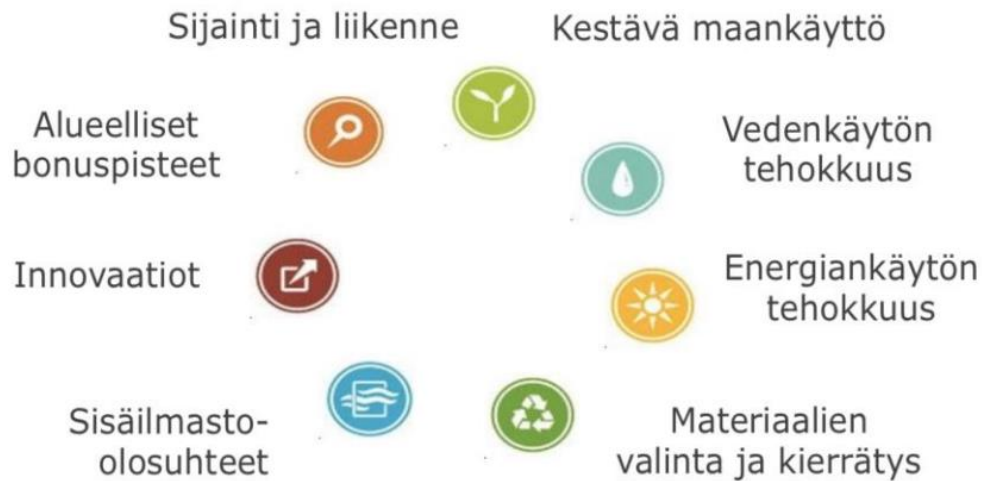 Sijainti ja liikenne
Kestävä maankäyttö
Alueelliset
bonuspisteet
Vedenkäytön
tehokkuus
Innovaatiot
Energiankäytön
tehokkuus
Sisäilmasto-
olosuhteet
Materiaalien
valinta ja kierrätys